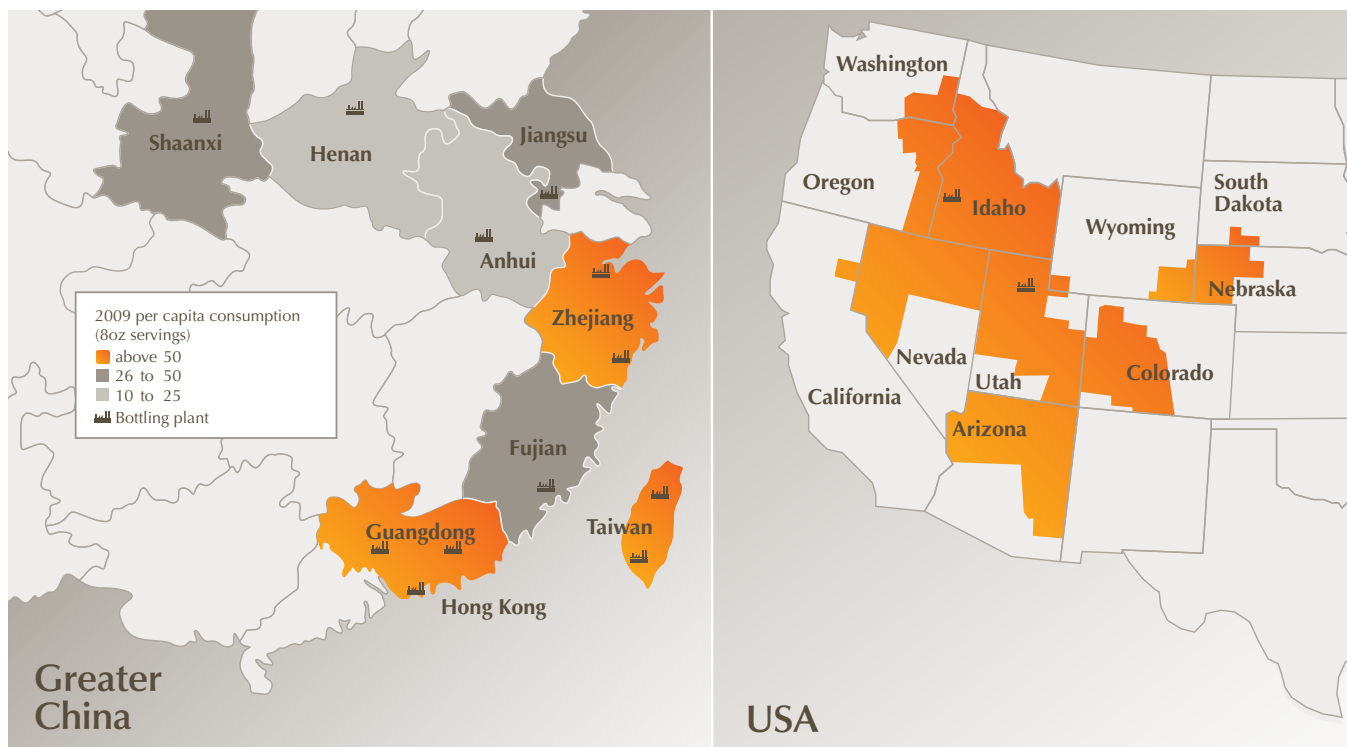 Shaanxi
Henan
Jiangsu
Anhui
Zhejiang
2009 per capita consumption
(8oz servings)
above 50
26 to 50
10 to 25
Bottling plant
Fujian
Guangdong
Taiwan
Hong Kong
Greater
China
Washington
Oregon
Idaho
Wyoming
South
Dakota
Nebraska
Nevada
Utah
Colorado
California
Arizona
USA